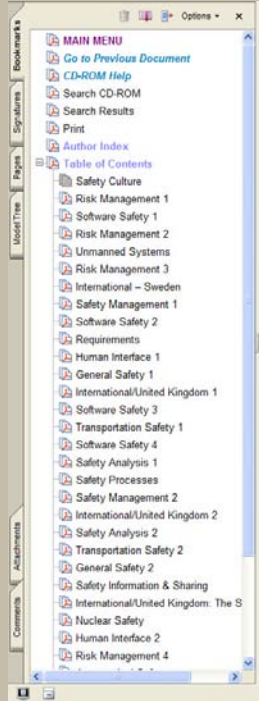 Options
Bookmarks
Signatures
Pages
Model Tree
Attachments
Comments
MAIN MENU
Go to Previous Document
CD-ROM Help
Search CD-ROM
Search Results
Print
Author Index
Table of Contents
Safety Culture
Risk Management 1
Software Safety 1
Risk Management 2
Unmanned Systems
Risk Management 3
International – Sweden
Safety Management 1
Software Safety 2
Requirements
Human Interface 1
General Safety 1
International/United Kingdom 1
Software Safety 3
Transportation Safety 1
Software Safety 4
Safety Analysis 1
Safety Processes
Safety Management 2
International/United Kingdom 2
Safety Analysis 2
Transportation Safety 2
General Safety 2
Safety Information & Sharing
International/United Kingdom: The S
Nuclear Safety
Human Interface 2
Risk Management 4